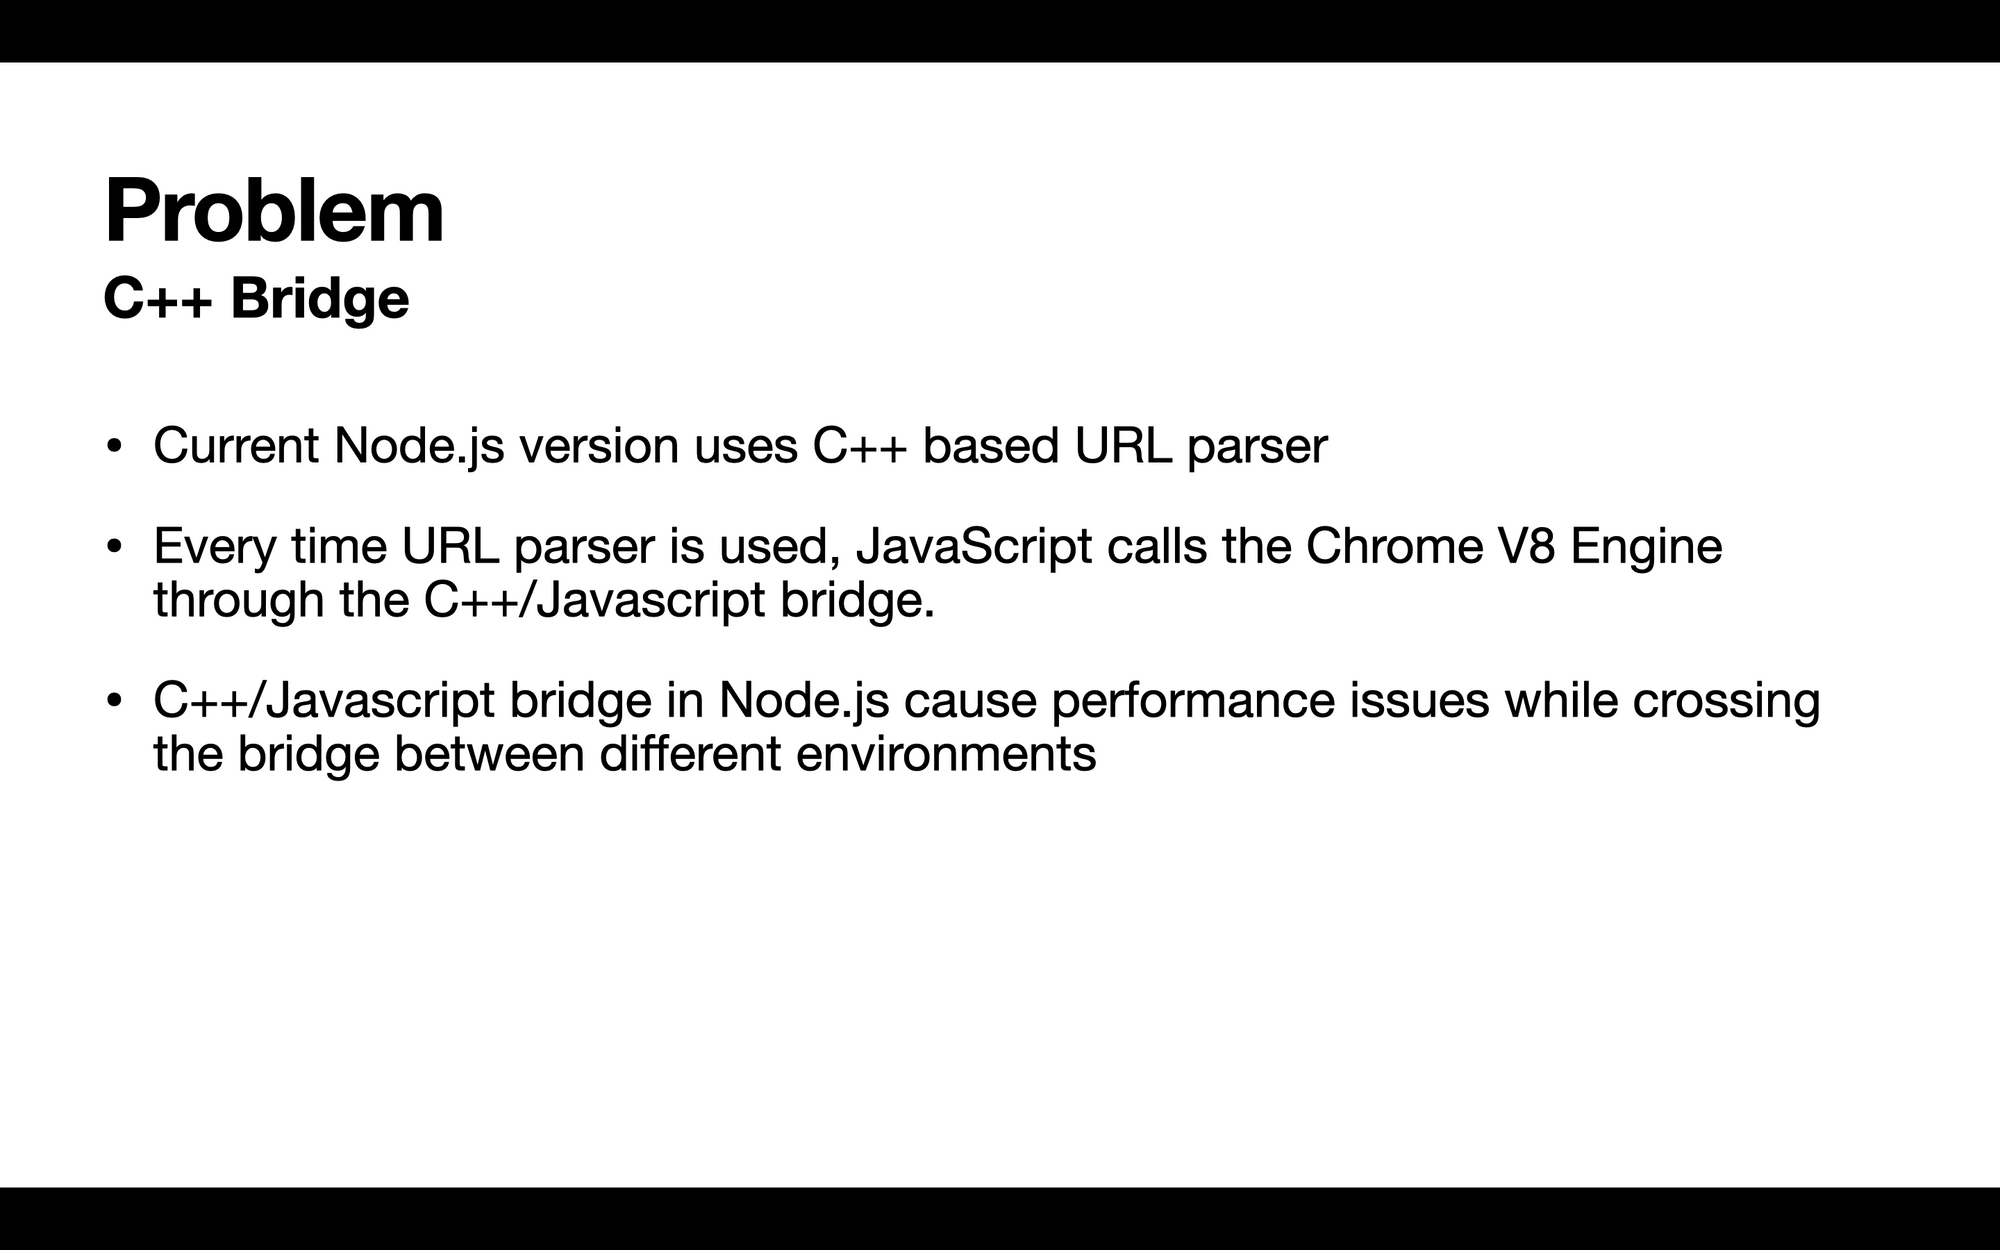 Problem
C++ Bridge
• Current Node.js version uses C++ based URL parser
• Every time URL parser is used, JavaScript calls the Chrome V8 Engine
through the C++/Javascript bridge.
• C++/Javascript bridge in Node.js cause performance issues while crossing
the bridge between different environments